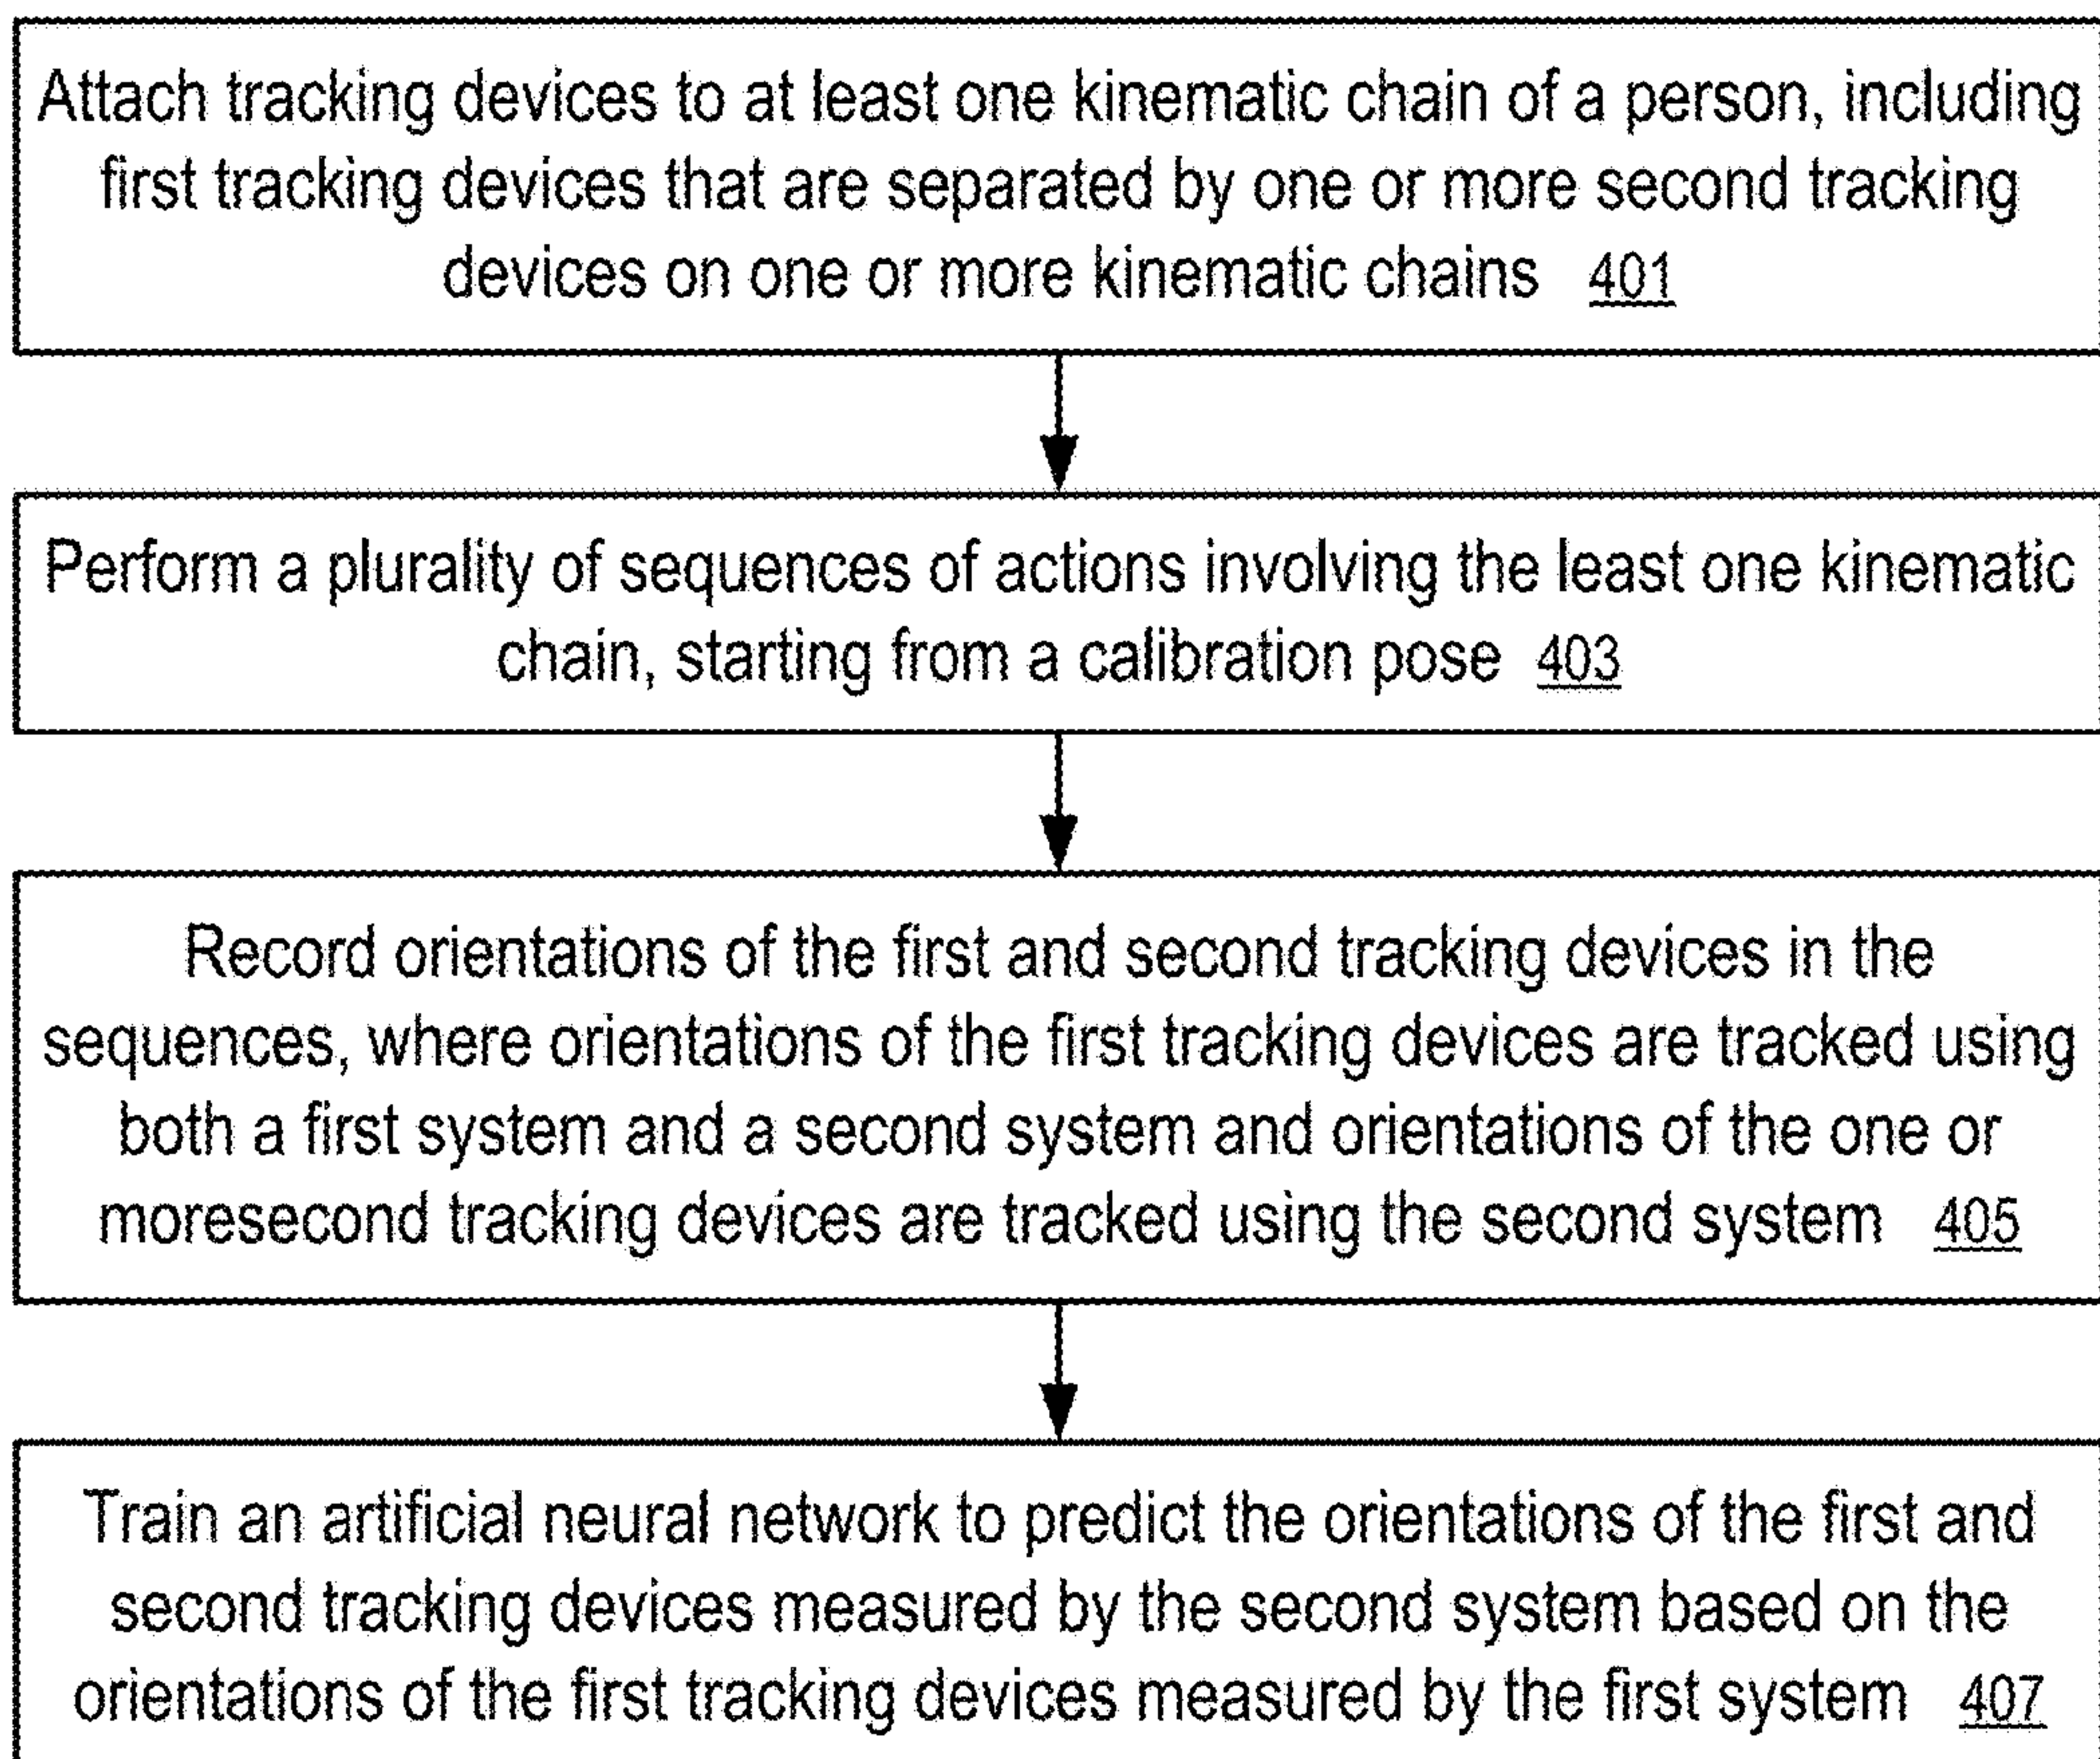 Attach tracking devices to at least one kinematic chain of a person, including
first tracking devices that are separated by one or more second tracking
devices on one or more kinematic chains 401
Perform a plurality of sequences of actions involving the least one kinematic
chain, starting from a calibration pose 403
Record orientations of the first and second tracking devices in the
sequences, where orientations of the first tracking devices are tracked using
both a first system and a second system and orientations of the one or
moresecond tracking devices are tracked using the second system 405
Train an artificial neural network to predict the orientations of the first and
second tracking devices measured by the second system based on the
orientations of the first tracking devices measured by the first system 407